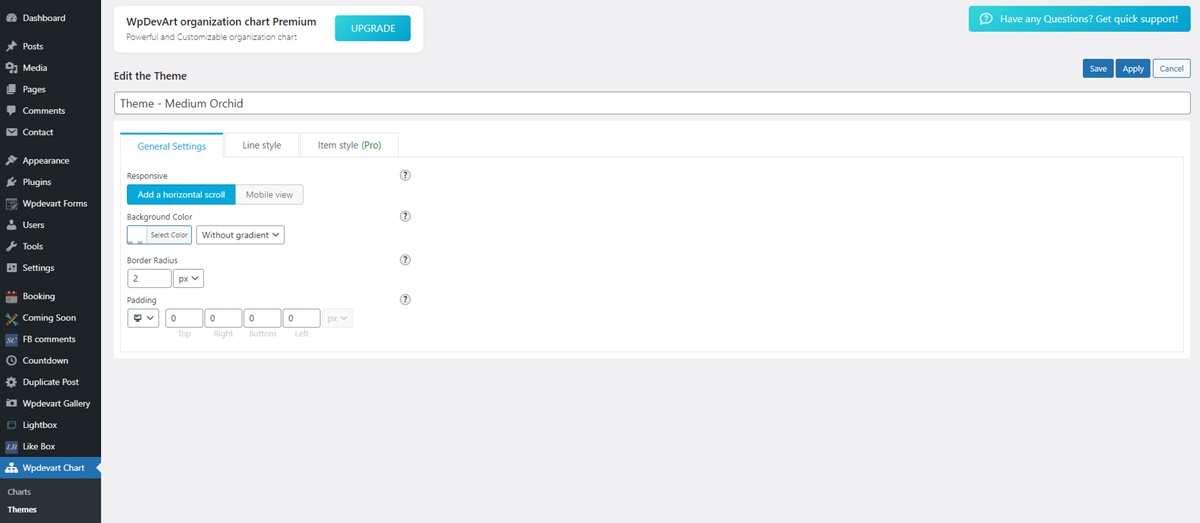 Dashboard
Posts
Media
Pages
Comments
Contact
Appearance
Plugins
Wpdevart Forms
Users
Tools
Settings
Booking
Coming Soon
SC FB comments
Countdown
Duplicate Post
Wpdevart Gallery
Lightbox
LB Like Box
Wpdevart Chart
Charts
Themes
WpDevArt organization chart Premium
Powerful and Customizable organization chart
UPGRADE
Have any Questions? Get quick support!
Edit the Theme
Save Apply Cancel
Theme - Medium Orchid
General Settings Line style Item style (Pro)
Responsive ?
Add a horizontal scroll Mobile view
Background Color ?
Select Color Without gradient
Border Radius ?
2 px
Padding ?
0 0 0 0 px
Top Right Bottom Left